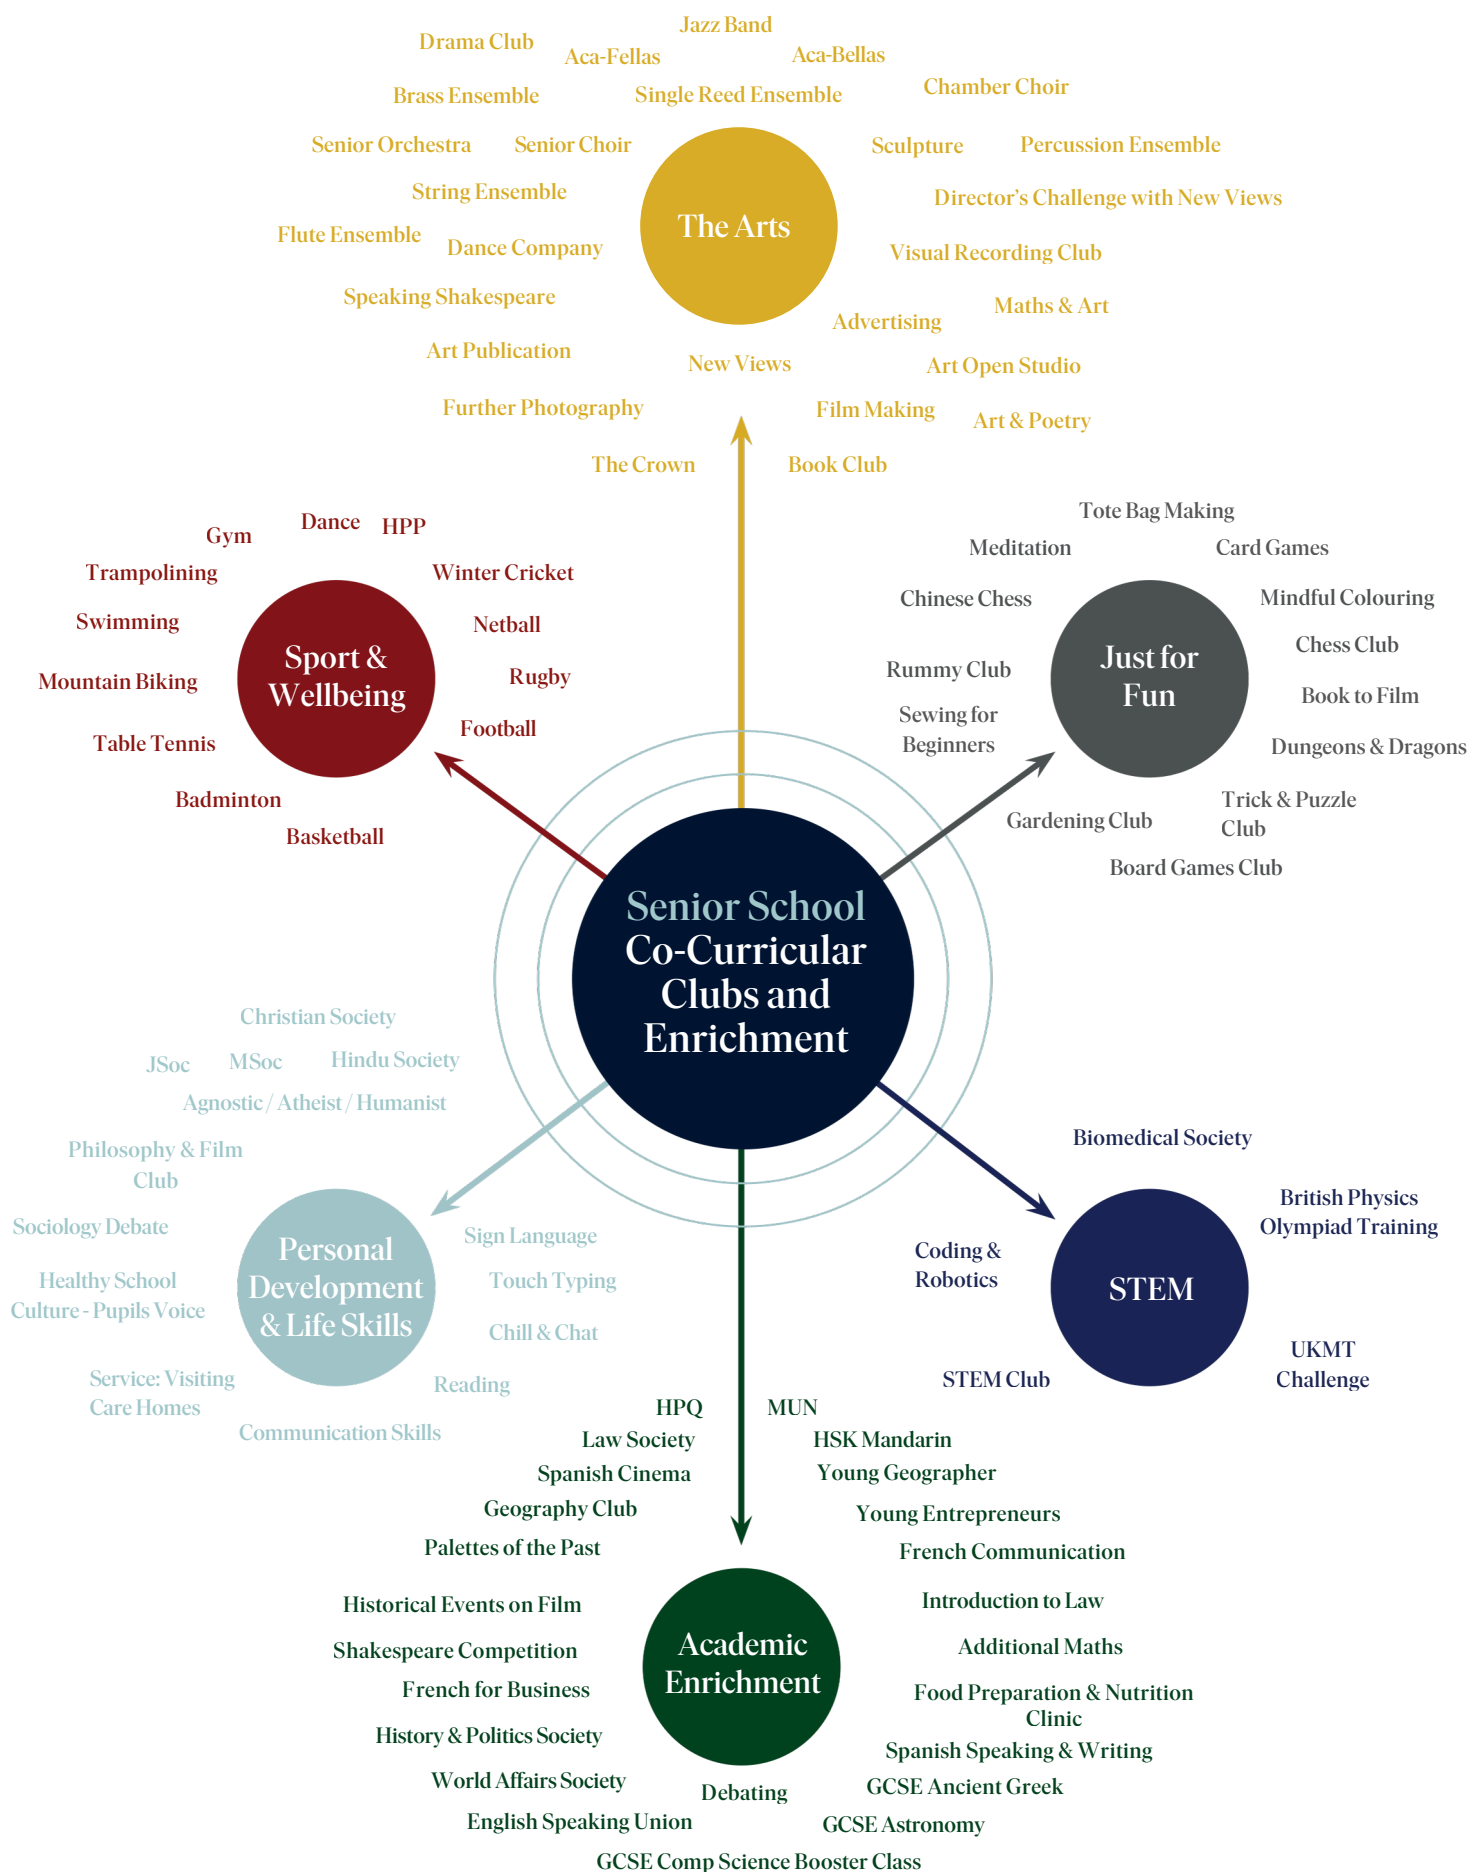 Jazz Band
Drama Club
Aca-Fellas
Aca-Bellas
Chamber Choir
Brass Ensemble
Single Reed Ensemble
Senior Orchestra
Senior Choir
Sculpture
Percussion Ensemble
String Ensemble
Director's Challenge with New Views
The Arts
Flute Ensemble
Dance Company
Visual Recording Club
Speaking Shakespeare
Maths & Art
Advertising
Art Publication
New Views
Art Open Studio
Further Photography
Film Making
Art & Poetry
The Crown
Book Club
Dance
HPP
Gym
Trampolining
Winter Cricket
Swimming
Netball
Sport &
Wellbeing
Mountain Biking
Rugby
Football
Table Tennis
Badminton
Basketball
Tote Bag Making
Meditation
Card Games
Chinese Chess
Mindful Colouring
Chess Club
Just for
Fun
Rummy Club
Book to Film
Sewing for
Beginners
Dungeons & Dragons
Trick & Puzzle
Club
Gardening Club
Board Games Club
Senior School
Co-Curricular
Clubs and
Enrichment
Christian Society
JSoc
MSoc
Hindu Society
Agnostic / Atheist / Humanist
Philosophy & Film
Club
Sociology Debate
Sign Language
Personal
Development
& Life Skills
Healthy School
Culture - Pupils Voice
Touch Typing
Chill & Chat
Service: Visiting
Care Homes
Reading
Communication Skills
Biomedical Society
British Physics
Olympiad Training
Coding &
Robotics
STEM
UKMT
Challenge
STEM Club
HPQ
MUN
Law Society
HSK Mandarin
Spanish Cinema
Young Geographer
Geography Club
Young Entrepreneurs
Palettes of the Past
French Communication
Historical Events on Film
Introduction to Law
Shakespeare Competition
Additional Maths
Academic
Enrichment
French for Business
Food Preparation & Nutrition
Clinic
History & Politics Society
Spanish Speaking & Writing
World Affairs Society
Debating
GCSE Ancient Greek
English Speaking Union
GCSE Astronomy
GCSE Comp Science Booster Class